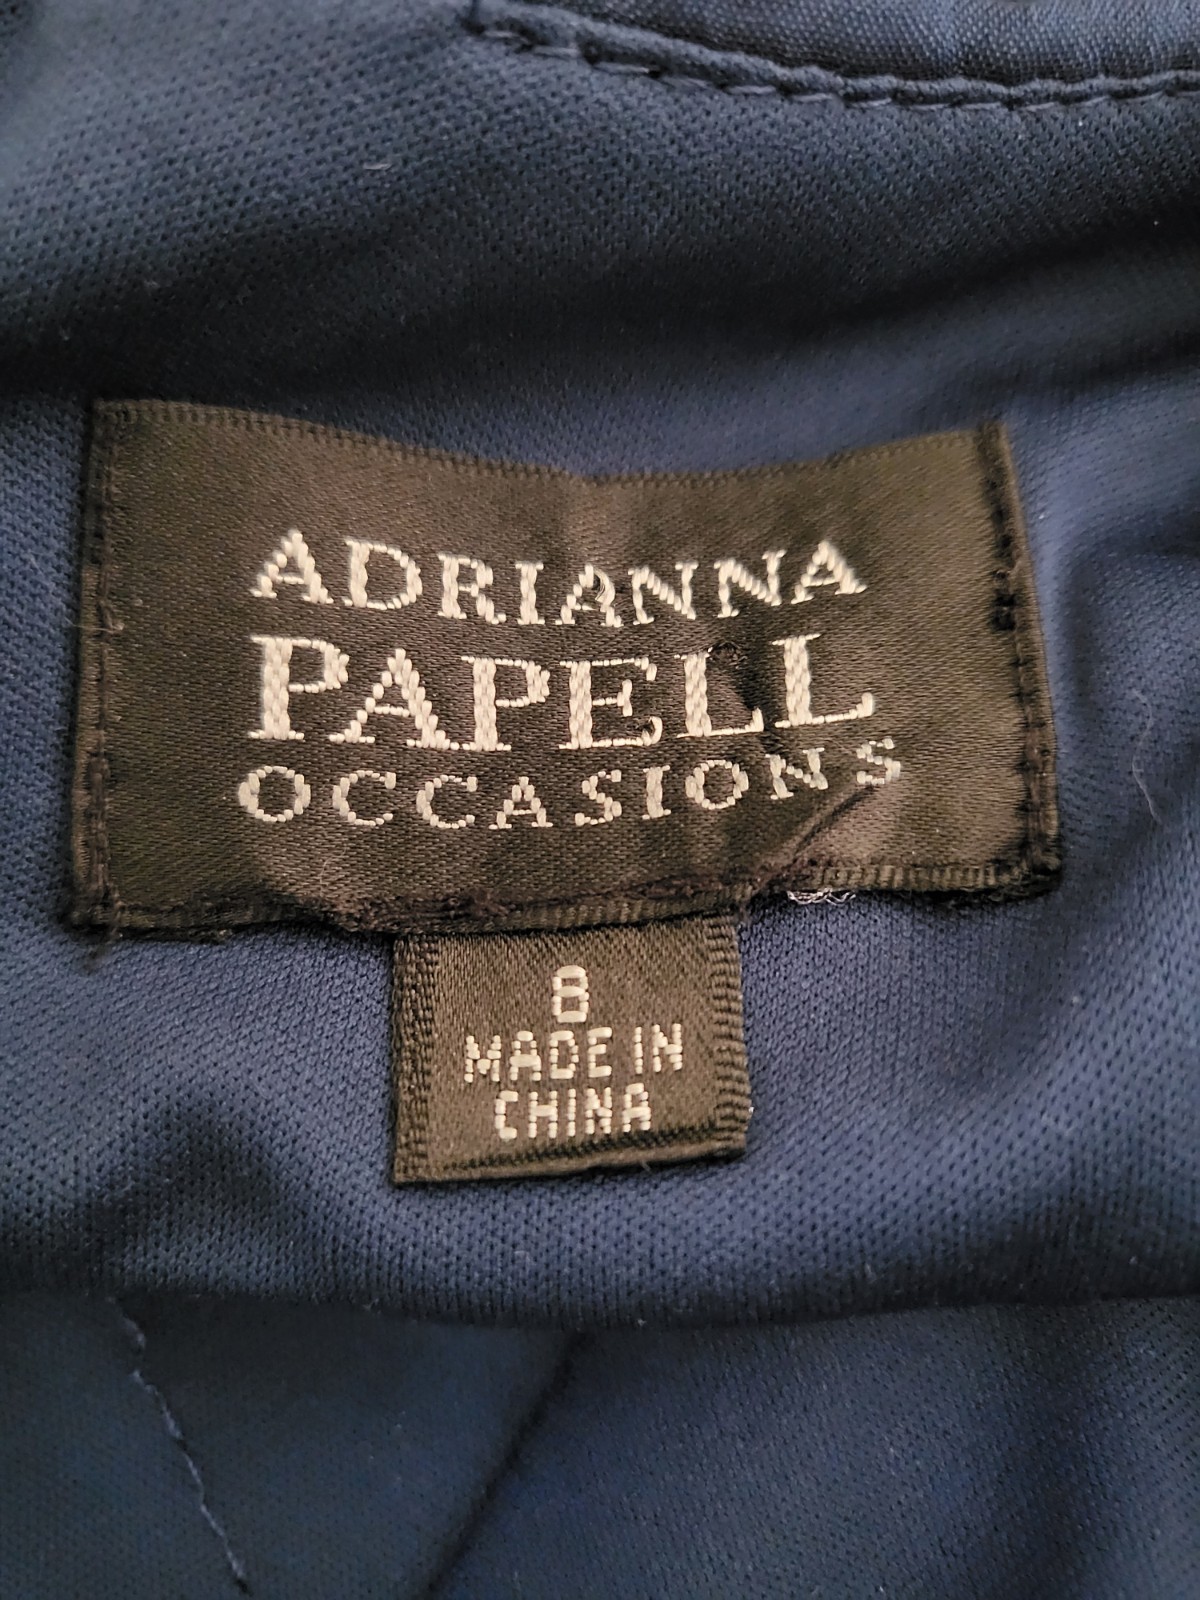 ADRIANNA
PAPELL
OCCASIONS
8
MADE IN
CHINA